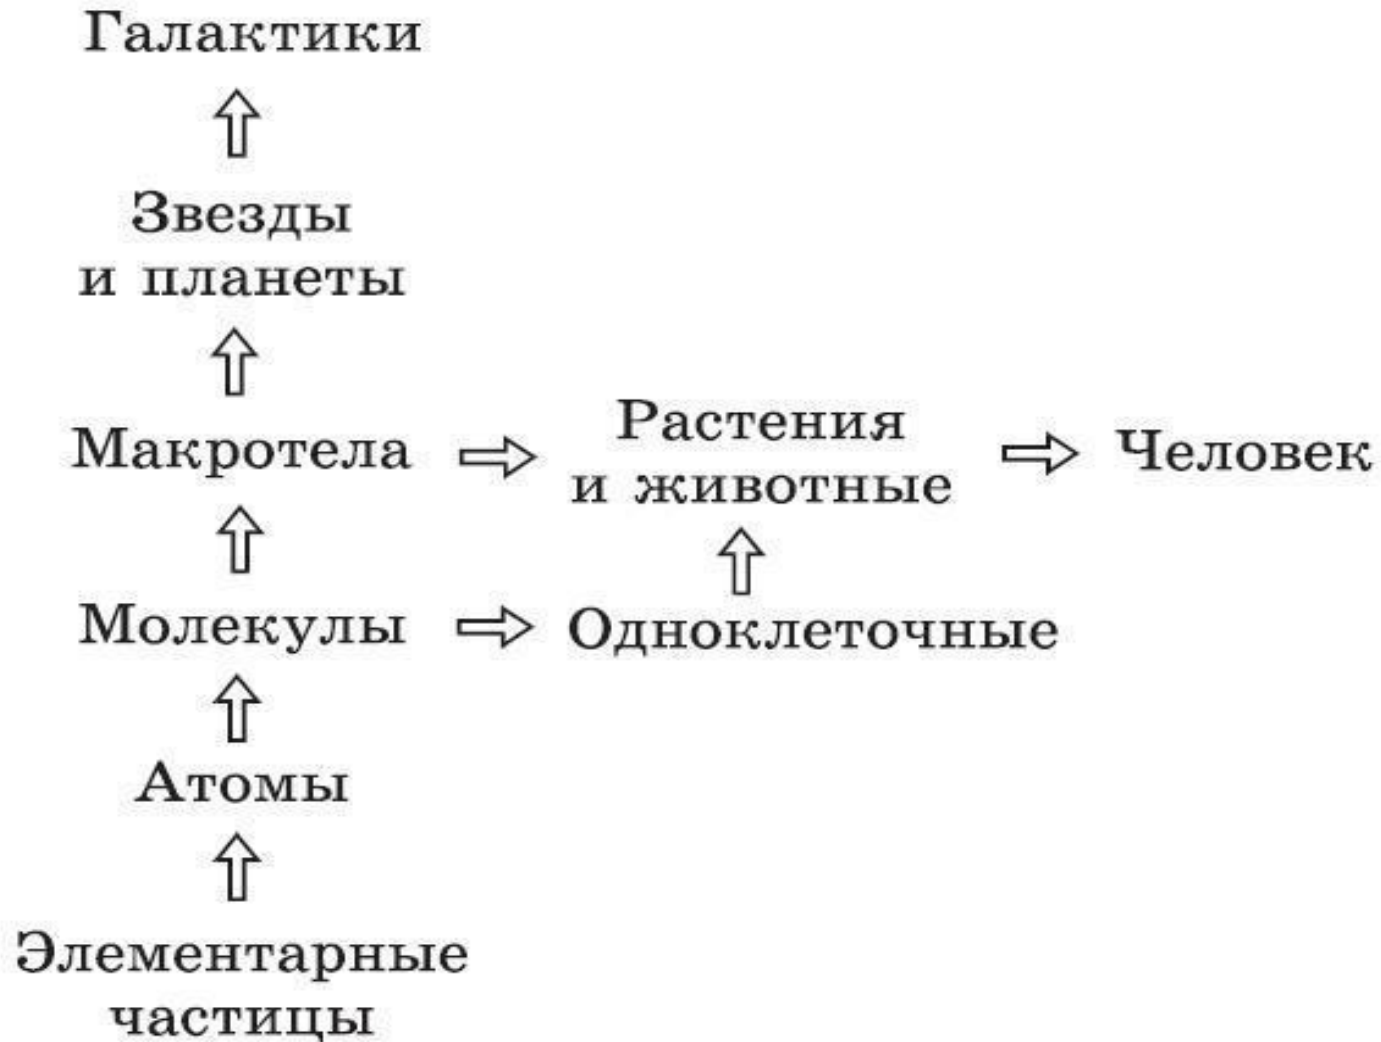 Галактики
Звезды
и планеты
Макротела
Растения
и животные
Человек
Молекулы
Одноклеточные
Атомы
Элементарные
частицы